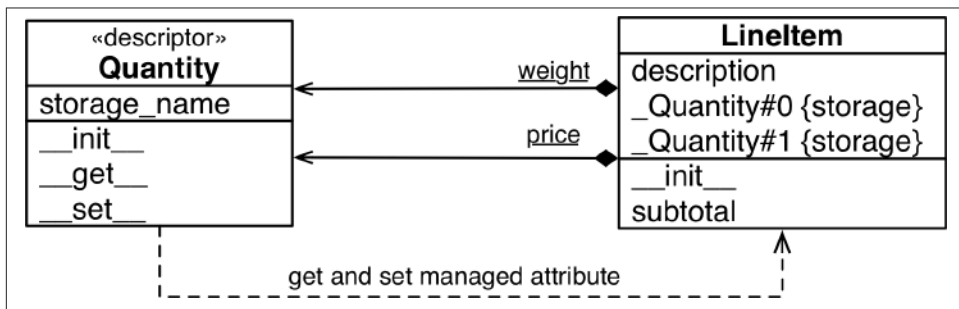 «descriptor»
Quantity
storage_name
__init__
__get__
__set__
weight
price
LineItem
description
_Quantity#0 {storage}
_Quantity#1 {storage}
__init__
subtotal
get and set managed attribute